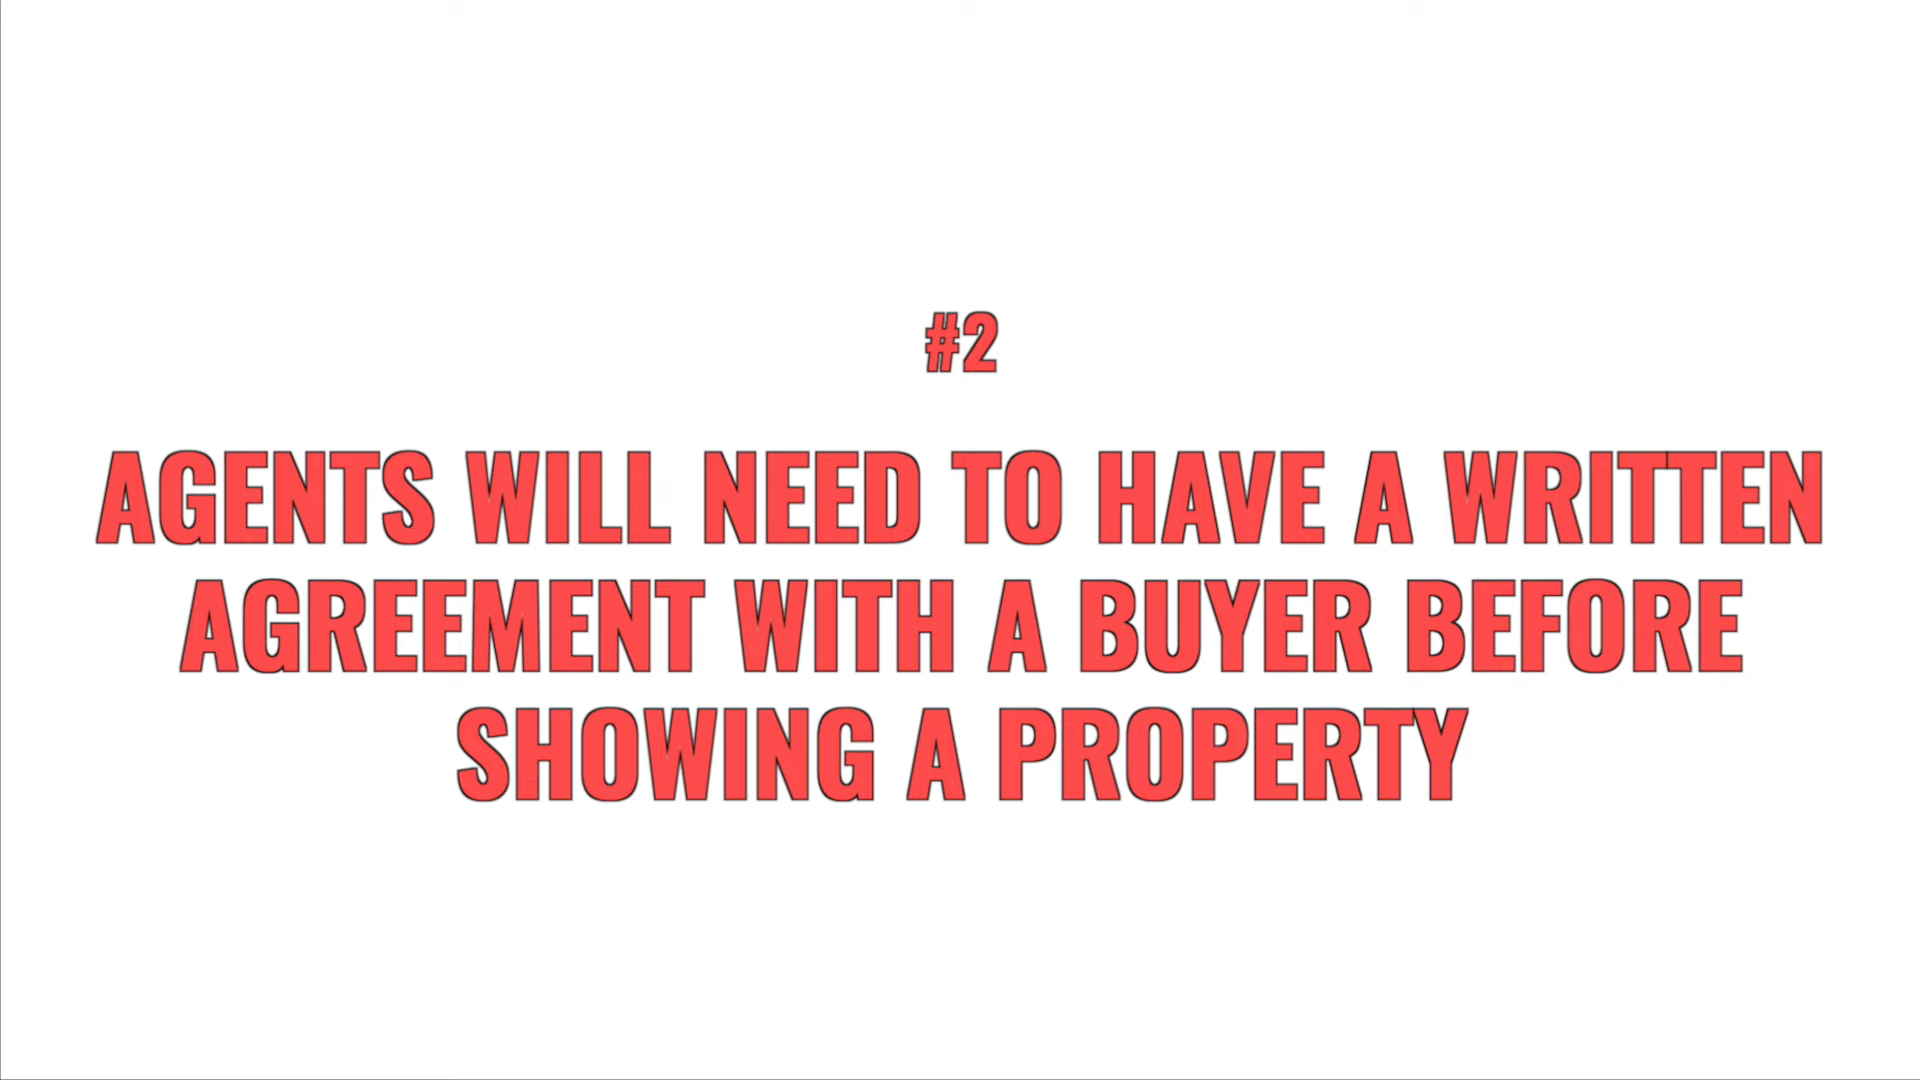 #2
AGENTS WILL NEED TO HAVE A WRITTEN
AGREEMENT WITH A BUYER BEFORE
SHOWING A PROPERTY